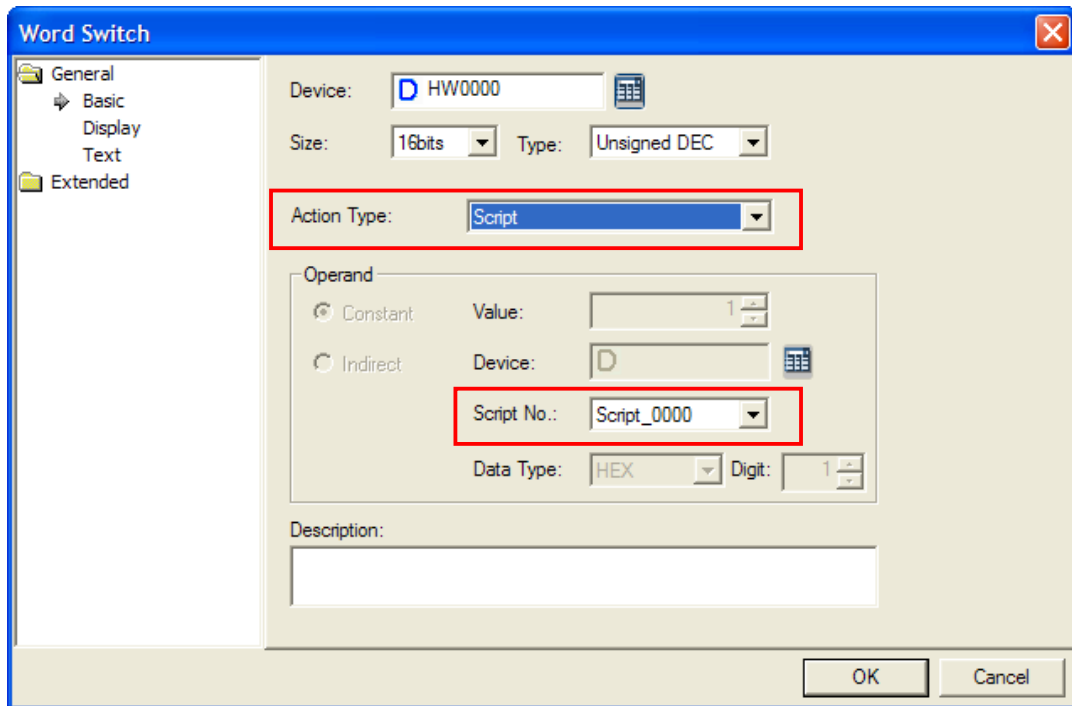 Word Switch
General
Basic
Display
Text
Extended
Device: D HW0000
Size: 16bits Type: Unsigned DEC
Action Type: Script
Operand
Constant Value: 1
Indirect Device: D
Script No.: Script_0000
Data Type: HEX Digit: 1
Description:
OK Cancel